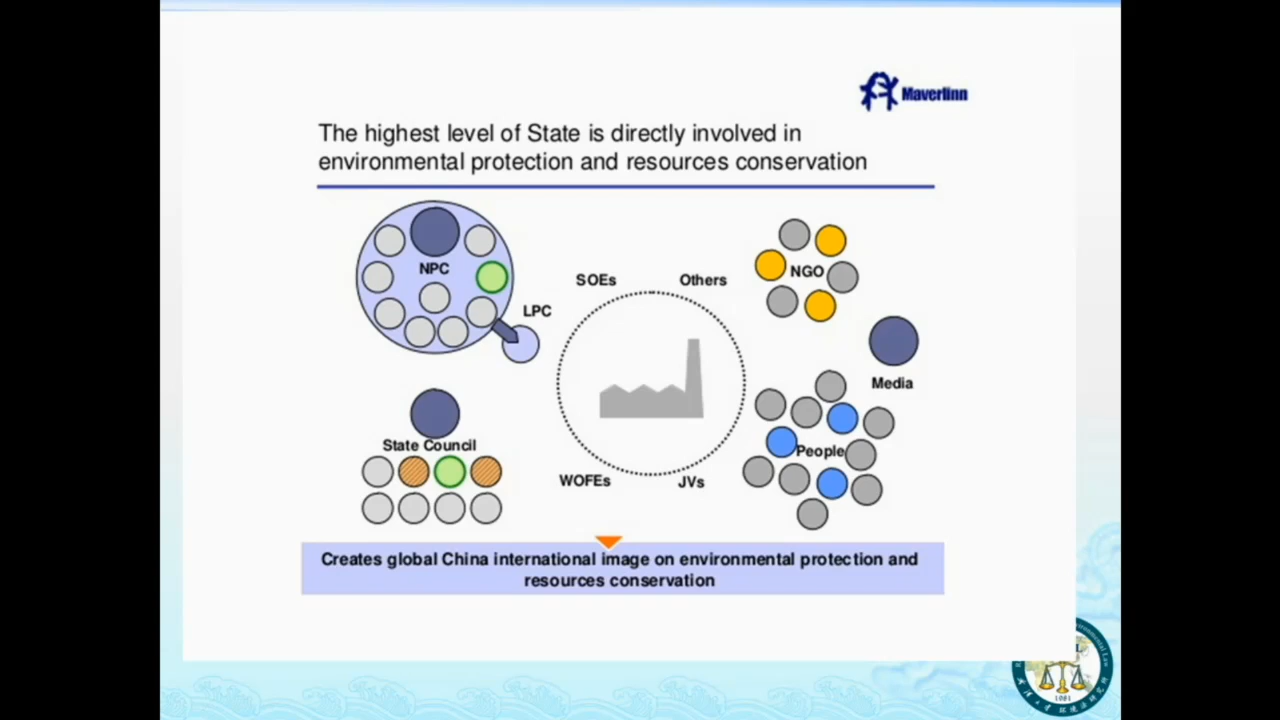 Maverlinn
The highest level of State is directly involved in
environmental protection and resources conservation
NPC
LPC
SOEs
Others
NGO
Media
State Council
People
WOFEs
JVs
Creates global China international image on environmental protection and
resources conservation
1981